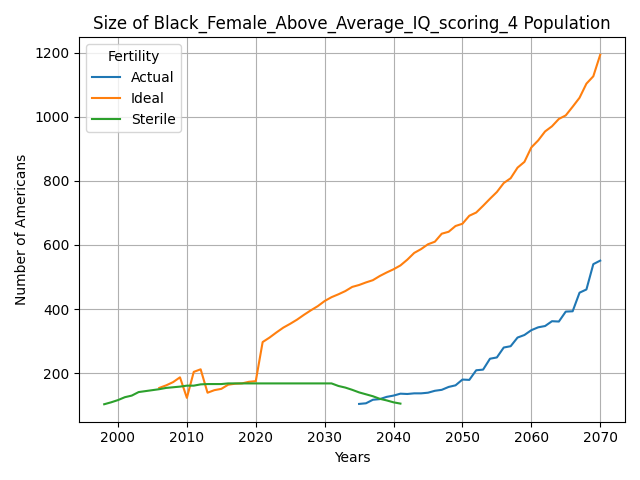 Size of Black_Female_Above_Average_IQ_scoring_4 Population
Fertility
Actual
Ideal
Sterile
1200
1000
800
600
400
200
Number of Americans
2000 2010 2020 2030 2040 2050 2060 2070
Years